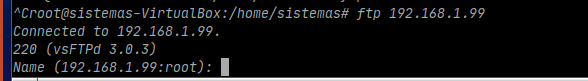 ^Croot@sistemas-VirtualBox:/home/sistemas# ftp 192.168.1.99
Connected to 192.168.1.99.
220 (vsFTPd 3.0.3)
Name (192.168.1.99:root):